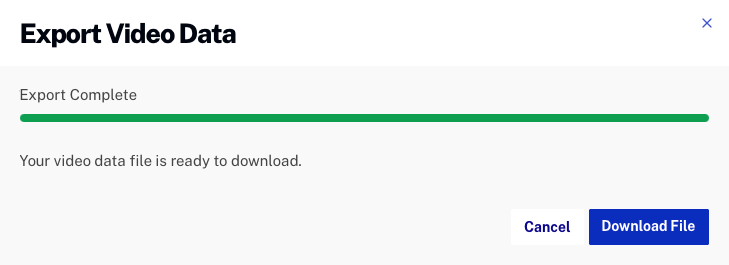 Export Video Data
Export Complete
Your video data file is ready to download.
Cancel
Download File